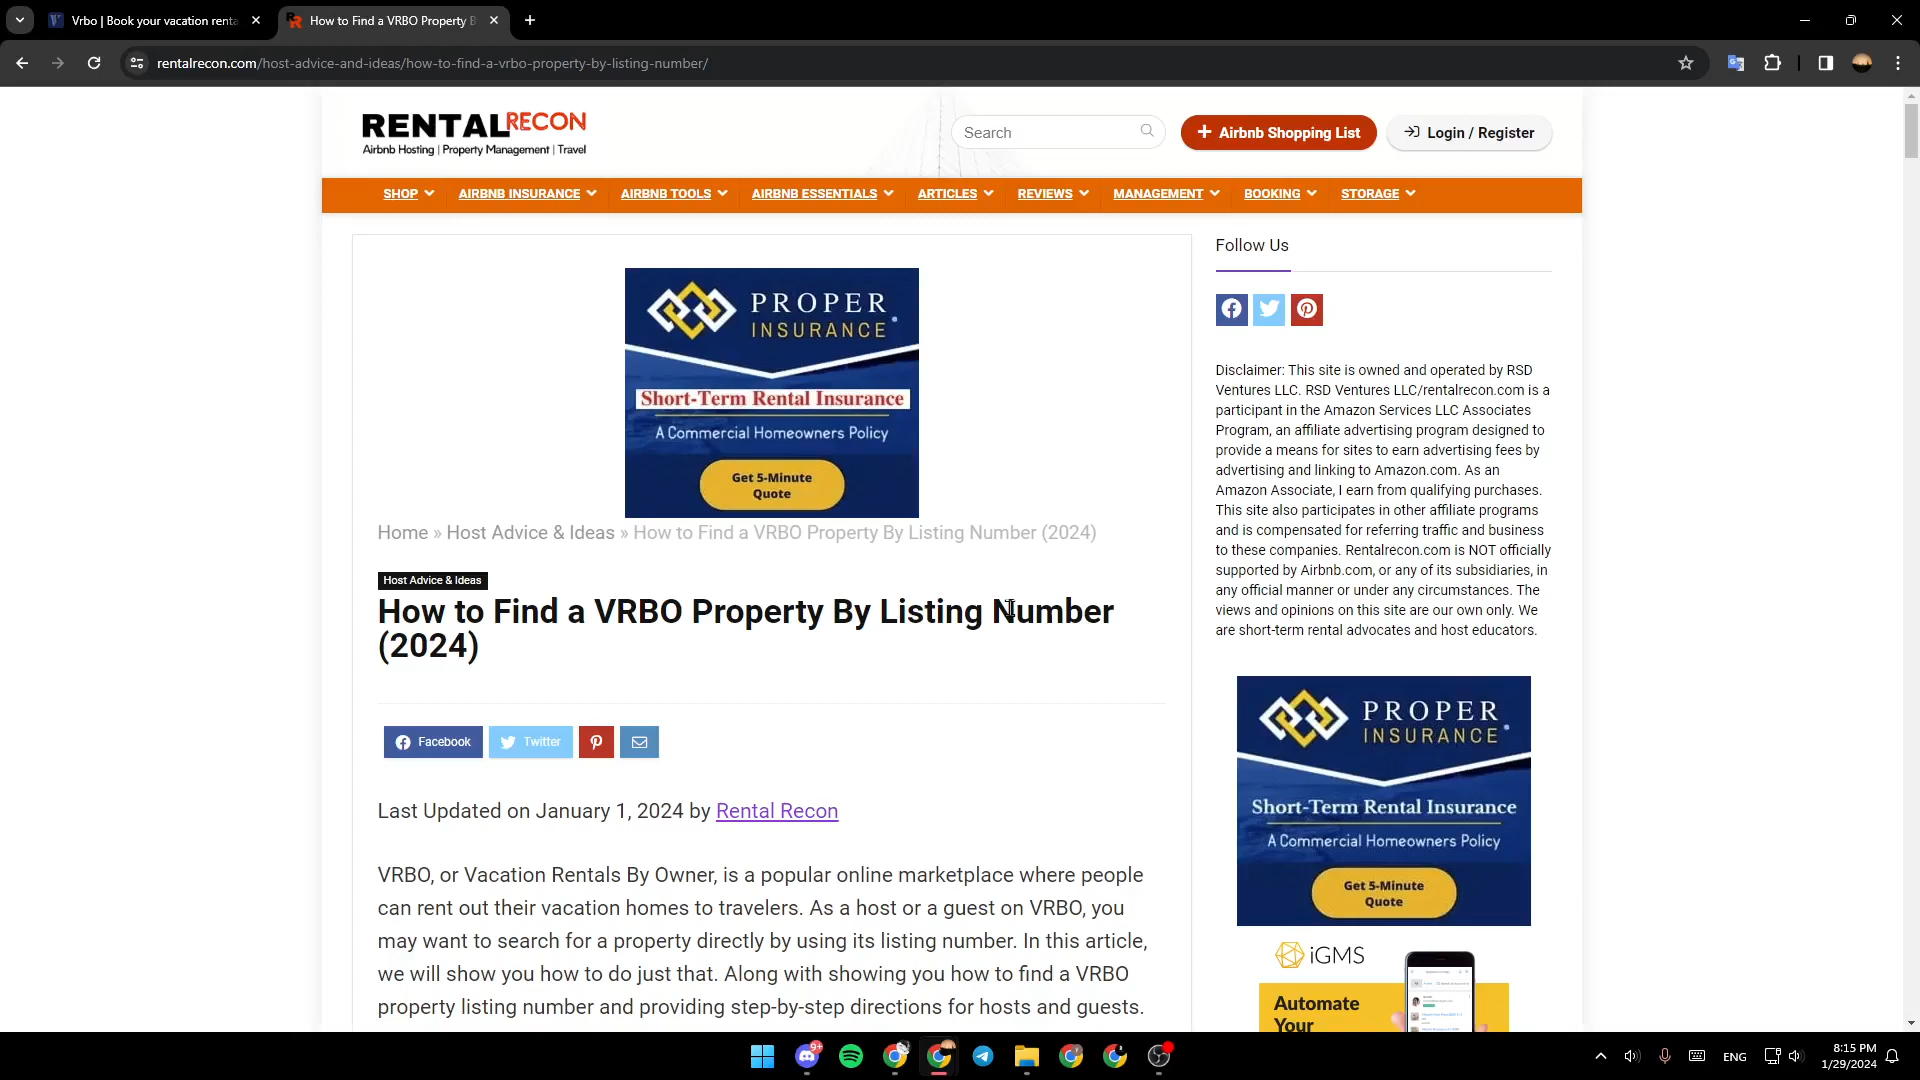 Vrbo | Book your vacation renta
How to Find a VRBO Property B
rentalrecon.com/host-advice-and-ideas/how-to-find-a-vrbo-property-by-listing-number/
RENTALRECON
Airbnb Hosting | Property Management | Travel
Search
Airbnb Shopping List
Login / Register
SHOP
AIRBNB INSURANCE
AIRBNB TOOLS
AIRBNB ESSENTIALS
ARTICLES
REVIEWS
MANAGEMENT
BOOKING
STORAGE
PROPER
INSURANCE
Short-Term Rental Insurance
A Commercial Homeowners Policy
Get 5-Minute
Quote
Home » Host Advice & Ideas » How to Find a VRBO Property By Listing Number (2024)
Host Advice & Ideas
How to Find a VRBO Property By Listing Number
(2024)
Facebook
Twitter
Last Updated on January 1, 2024 by Rental Recon
VRBO, or Vacation Rentals By Owner, is a popular online marketplace where people
can rent out their vacation homes to travelers. As a host or a guest on VRBO, you
may want to search for a property directly by using its listing number. In this article,
we will show you how to do just that. Along with showing you how to find a VRBO
property listing number and providing step-by-step directions for hosts and guests.
Follow Us
Disclaimer: This site is owned and operated by RSD
Ventures LLC. RSD Ventures LLC/rentalrecon.com is a
participant in the Amazon Services LLC Associates
Program, an affiliate advertising program designed to
provide a means for sites to earn advertising fees by
advertising and linking to Amazon.com. As an
Amazon Associate, I earn from qualifying purchases.
This site also participates in other affiliate programs
and is compensated for referring traffic and business
to these companies. Rentalrecon.com is NOT officially
supported by Airbnb.com, or any of its subsidiaries, in
any official manner or under any circumstances. The
views and opinions on this site are our own only. We
are short-term rental advocates and host educators.
PROPER
INSURANCE
Short-Term Rental Insurance
A Commercial Homeowners Policy
Get 5-Minute
Quote
iGMS
Automate
Your
9+
ENG
8:15 PM
1/29/2024